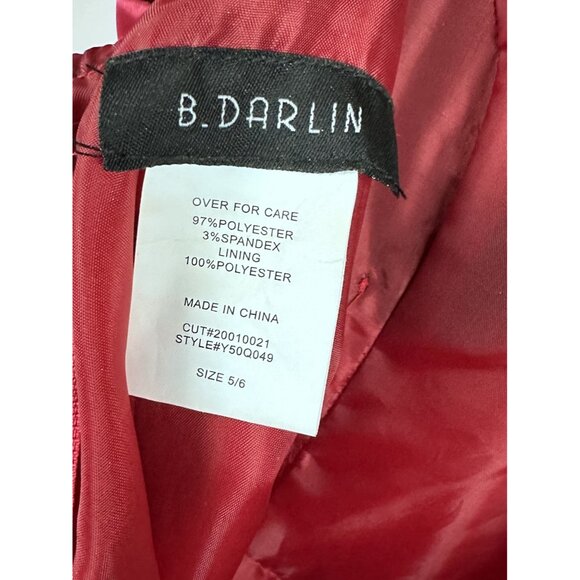 B.DARLIN
OVER FOR CARE
97%POLYESTER
3%SPANDEX
LINING
100%POLYESTER
MADE IN CHINA
CUT#20010021
STYLE#Y50Q049
SIZE 5/6